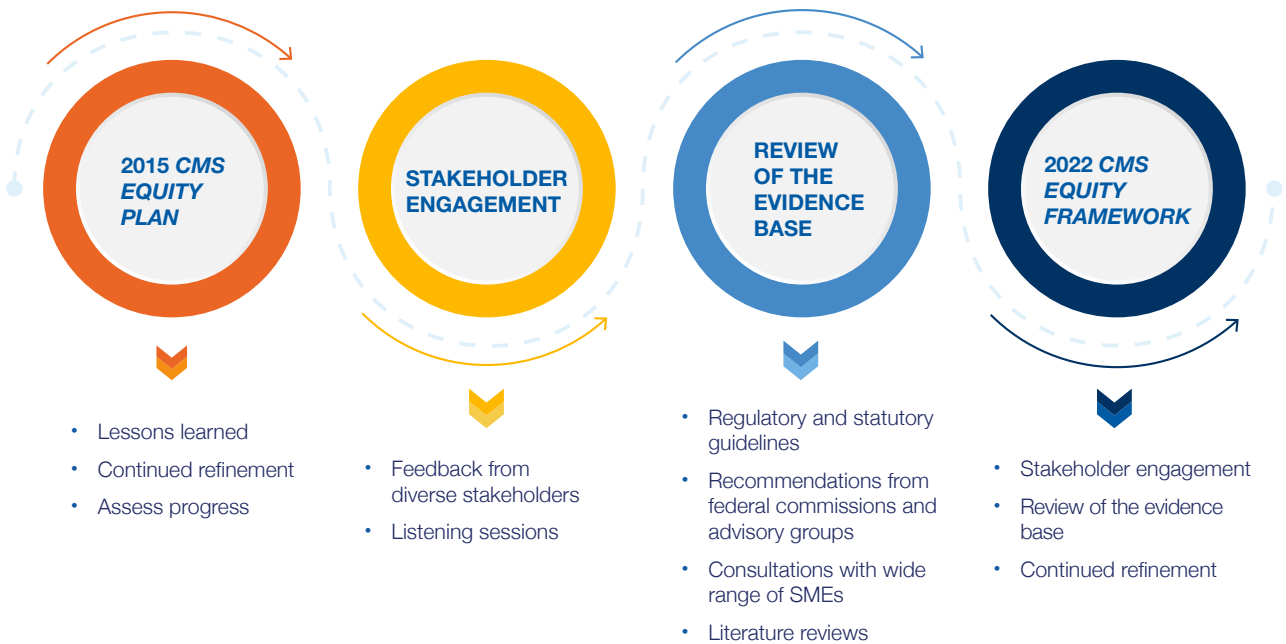 2015 CMS
EQUITY
PLAN
• Lessons learned
• Continued refinement
• Assess progress
STAKEHOLDER
ENGAGEMENT
• Feedback from
diverse stakeholders
• Listening sessions
REVIEW
OF THE
EVIDENCE
BASE
• Regulatory and statutory
guidelines
• Recommendations from
federal commissions and
advisory groups
• Consultations with wide
range of SMEs
• Literature reviews
2022 CMS
EQUITY
FRAMEWORK
• Stakeholder engagement
• Review of the evidence
base
• Continued refinement